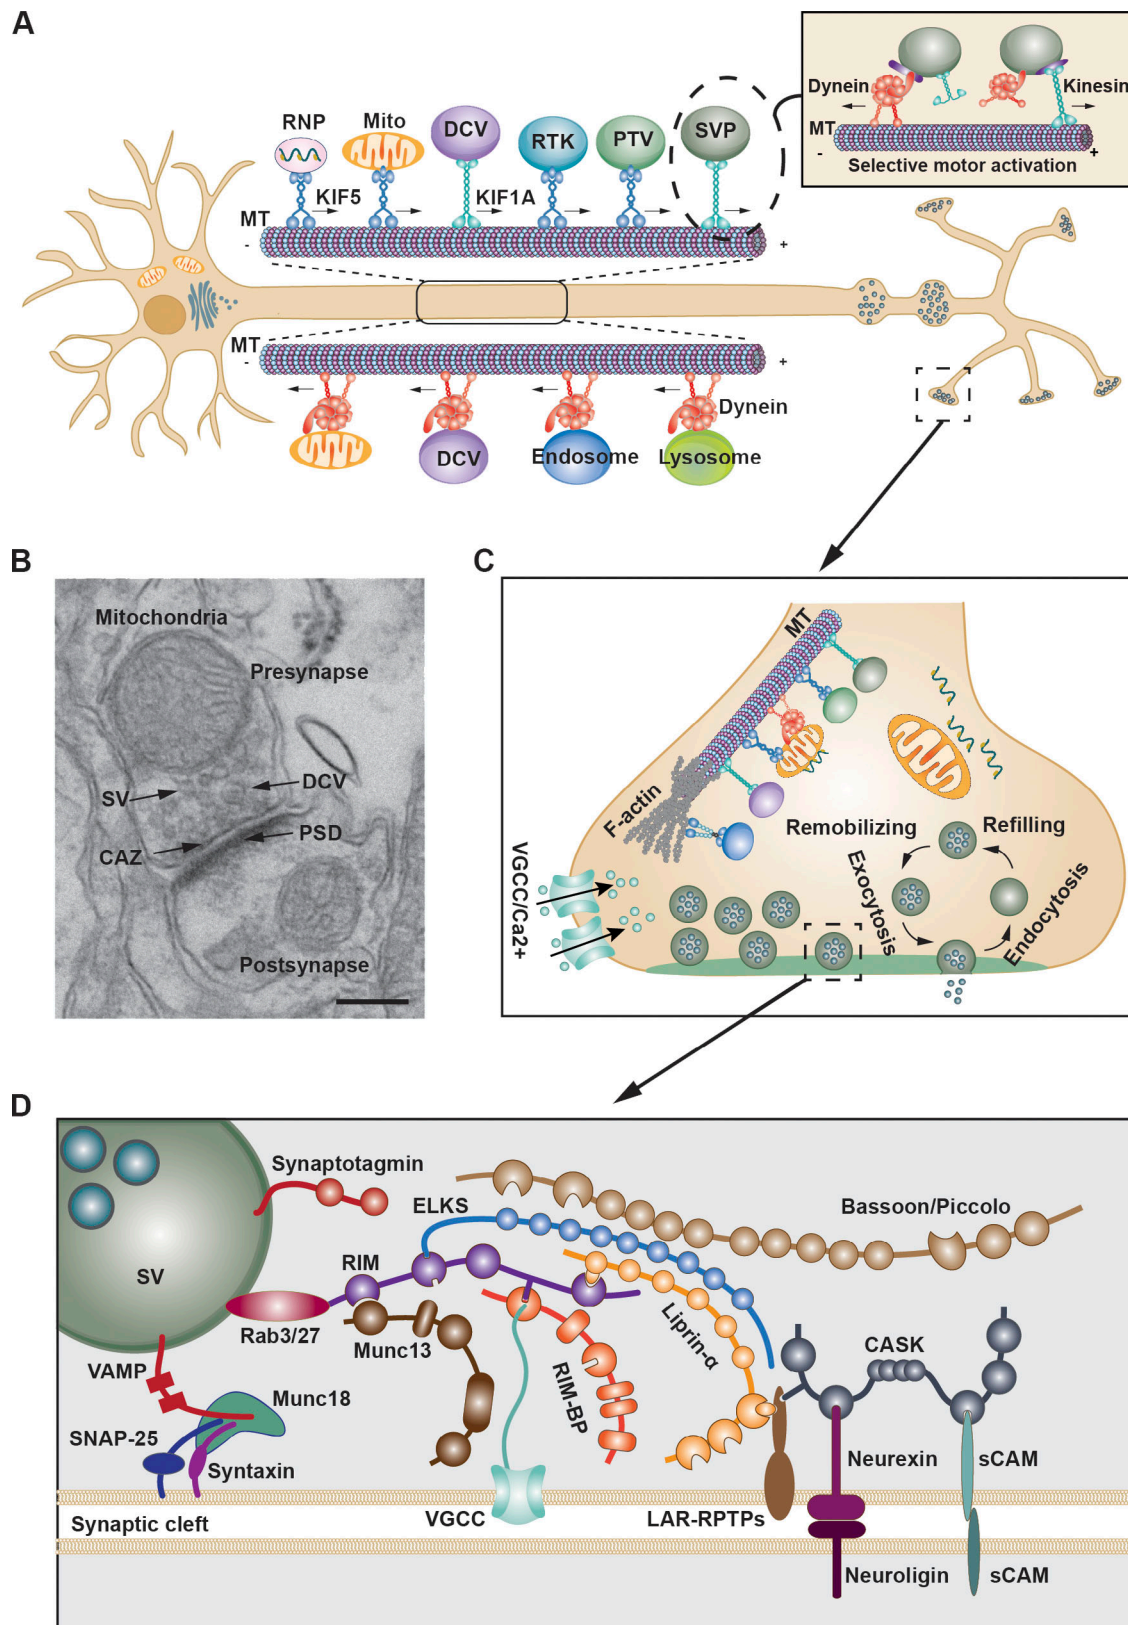 A
Dynein
Kinesin
MT
-
+
Selective motor activation
RNP
Mito
DCV
RTK
PTV
SVP
KIF5
KIF1A
MT
-
+
MT
-
+
Dynein
DCV
Endosome
Lysosome
B
Mitochondria
Presynapse
SV
DCV
CAZ
PSD
Postsynapse
C
MT
F-actin
VGCC/Ca2+
Remobilizing
Refilling
Exocytosis
Endocytosis
D
Synaptotagmin
ELKS
Bassoon/Piccolo
SV
RIM
Rab3/27
Munc13
Liprin-α
CASK
VAMP
Munc18
RIM-BP
SNAP-25
Syntaxin
Neurexin
sCAM
VGCC
LAR-RPTPs
Synaptic cleft
Neuroligin
sCAM